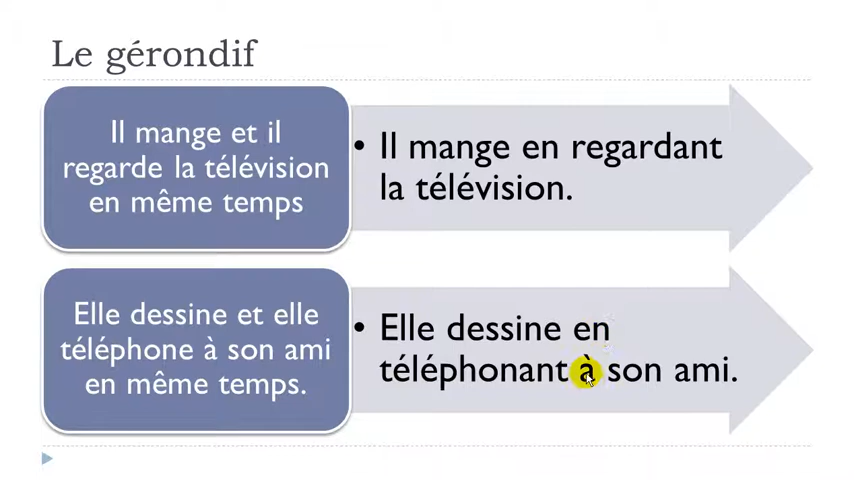 Le gérondif
Il mange et il
regarde la télévision
en même temps
• Il mange en regardant
la télévision.
Elle dessine et elle
téléphone à son ami
en même temps.
• Elle dessine en
téléphonant à son ami.